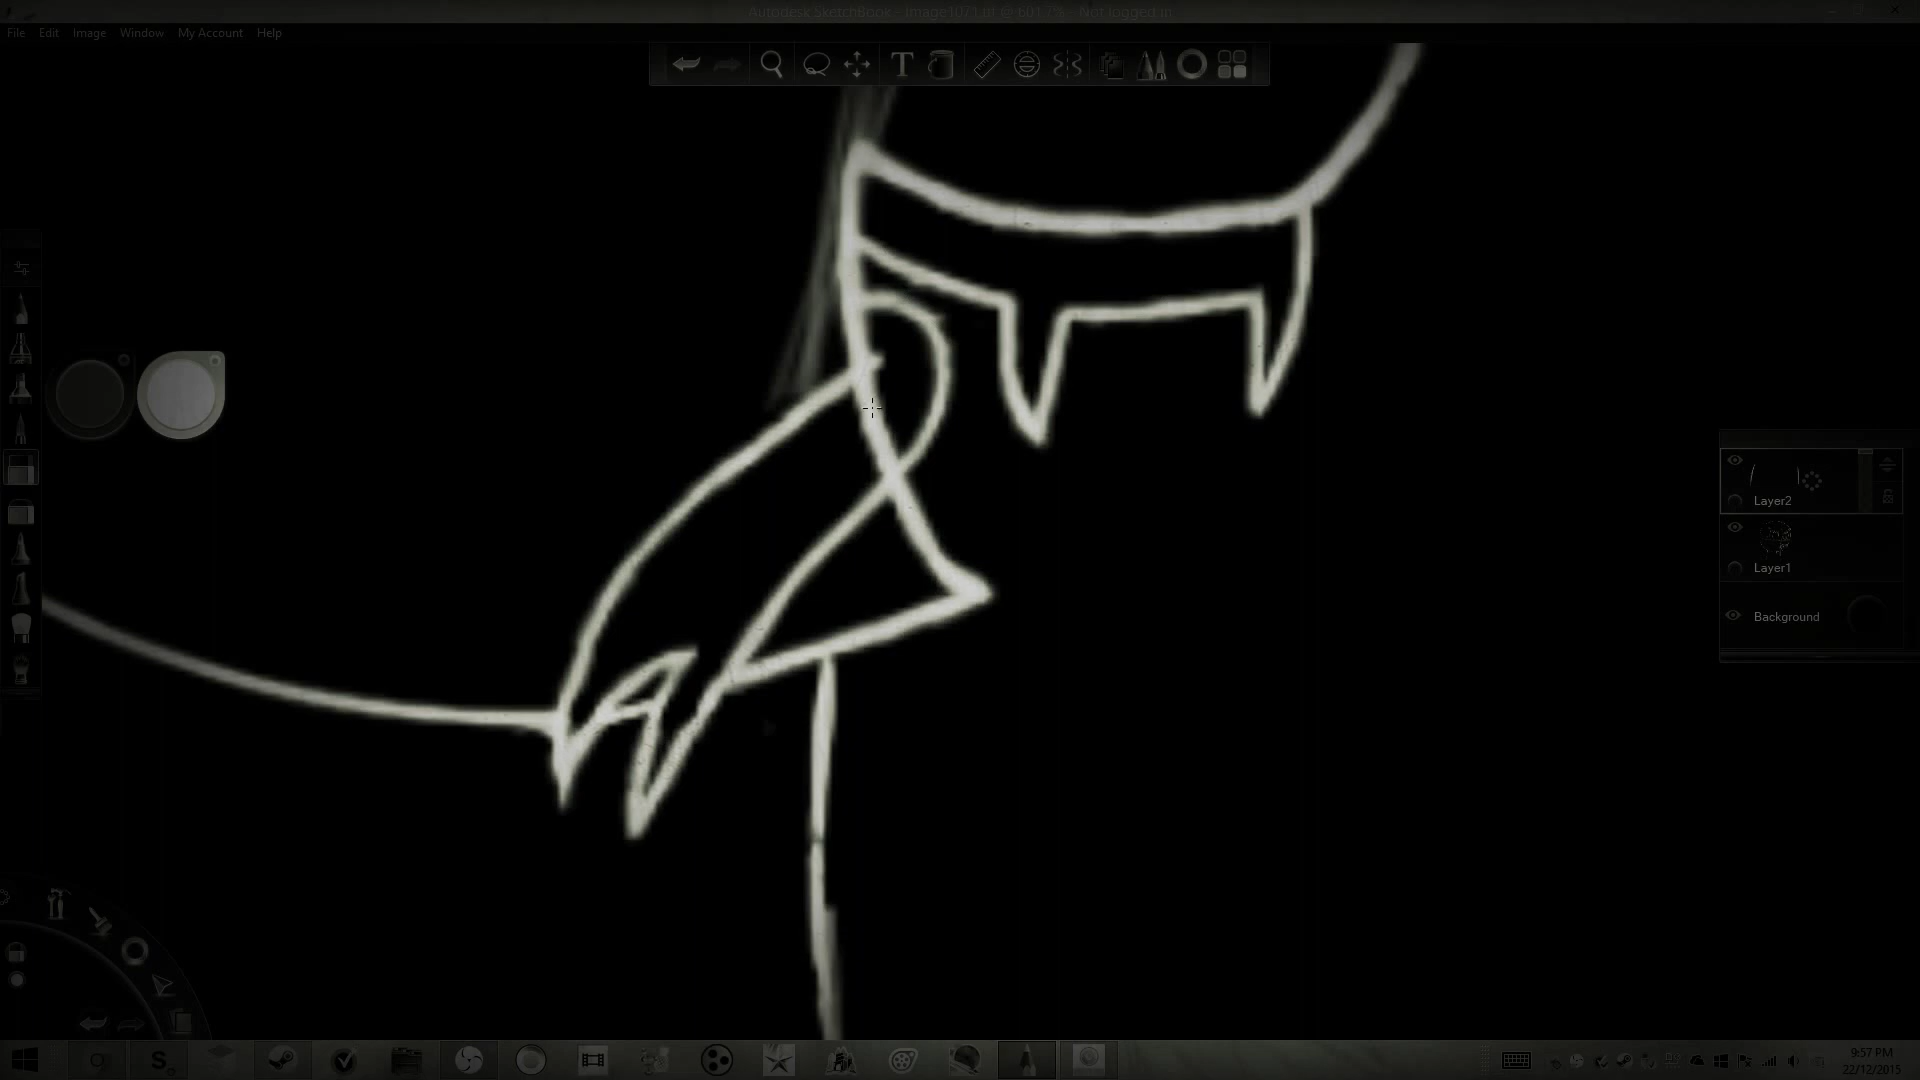 Autodesk SketchBook - Image1071.tif @ 601.7% - Not logged in
File Edit Image Window My Account Help
Layer2
Layer1
Background
9:57 PM
22/12/2015